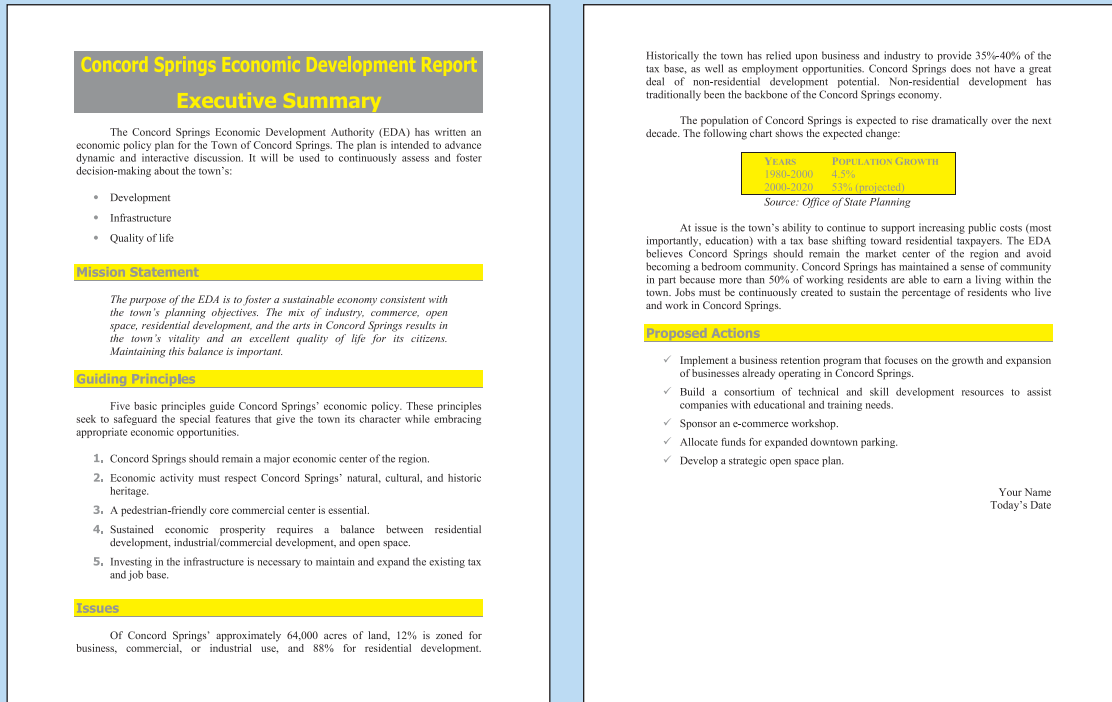 Concord Springs Economic Development Report
Executive Summary
The Concord Springs Economic Development Authority (EDA) has written an
economic policy plan for the Town of Concord Springs. The plan is intended to advance
dynamic and interactive discussion. It will be used to continuously assess and foster
decision-making about the town's:
• Development
• Infrastructure
• Quality of life
Mission Statement
The purpose of the EDA is to foster a sustainable economy consistent with
the town's planning objectives. The mix of industry, commerce, open
space, residential development, and the arts in Concord Springs results in
the town's vitality and an excellent quality of life for its citizens.
Maintaining this balance is important.
Guiding Principles
Five basic principles guide Concord Springs' economic policy. These principles
seek to safeguard the special features that give the town its character while embracing
appropriate economic opportunities.
1. Concord Springs should remain a major economic center of the region.
2. Economic activity must respect Concord Springs' natural, cultural, and historic
heritage.
3. A pedestrian-friendly core commercial center is essential.
4. Sustained economic prosperity requires a balance between residential
development, industrial/commercial development, and open space.
5. Investing in the infrastructure is necessary to maintain and expand the existing tax
and job base.
Issues
Of Concord Springs' approximately 64,000 acres of land, 12% is zoned for
business, commercial, or industrial use, and 88% for residential development.
Historically the town has relied upon business and industry to provide 35%-40% of the
tax base, as well as employment opportunities. Concord Springs does not have a great
deal of non-residential development potential. Non-residential development has
traditionally been the backbone of the Concord Springs economy.
The population of Concord Springs is expected to rise dramatically over the next
decade. The following chart shows the expected change:
YEARS POPULATION GROWTH
1980-2000 4.5%
2000-2020 53% (projected)
Source: Office of State Planning
At issue is the town's ability to continue to support increasing public costs (most
importantly, education) with a tax base shifting toward residential taxpayers. The EDA
believes Concord Springs should remain the market center of the region and avoid
becoming a bedroom community. Concord Springs has maintained a sense of community
in part because more than 50% of working residents are able to earn a living within the
town. Jobs must be continuously created to sustain the percentage of residents who live
and work in Concord Springs.
Proposed Actions
✓ Implement a business retention program that focuses on the growth and expansion
of businesses already operating in Concord Springs.
✓ Build a consortium of technical and skill development resources to assist
companies with educational and training needs.
✓ Sponsor an e-commerce workshop.
✓ Allocate funds for expanded downtown parking.
✓ Develop a strategic open space plan.
Your Name
Today's Date